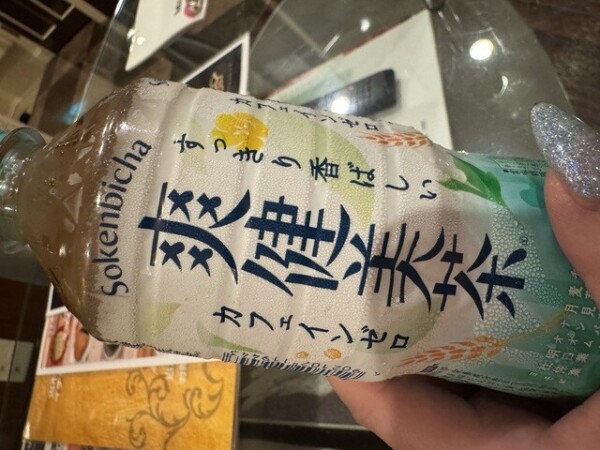 Sokenbicha
カフェインゼロ
すっきり香ばしい
爽健美茶
カフェインゼロ